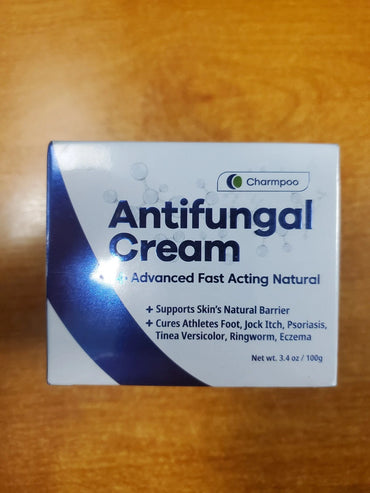 Charmpoo
Antifungal
Cream
Advanced Fast Acting Natural
+ Supports Skin's Natural Barrier
+ Cures Athletes Foot, Jock Itch, Psoriasis,
Tinea Versicolor, Ringworm, Eczema
Net wt. 3.4 oz / 100g